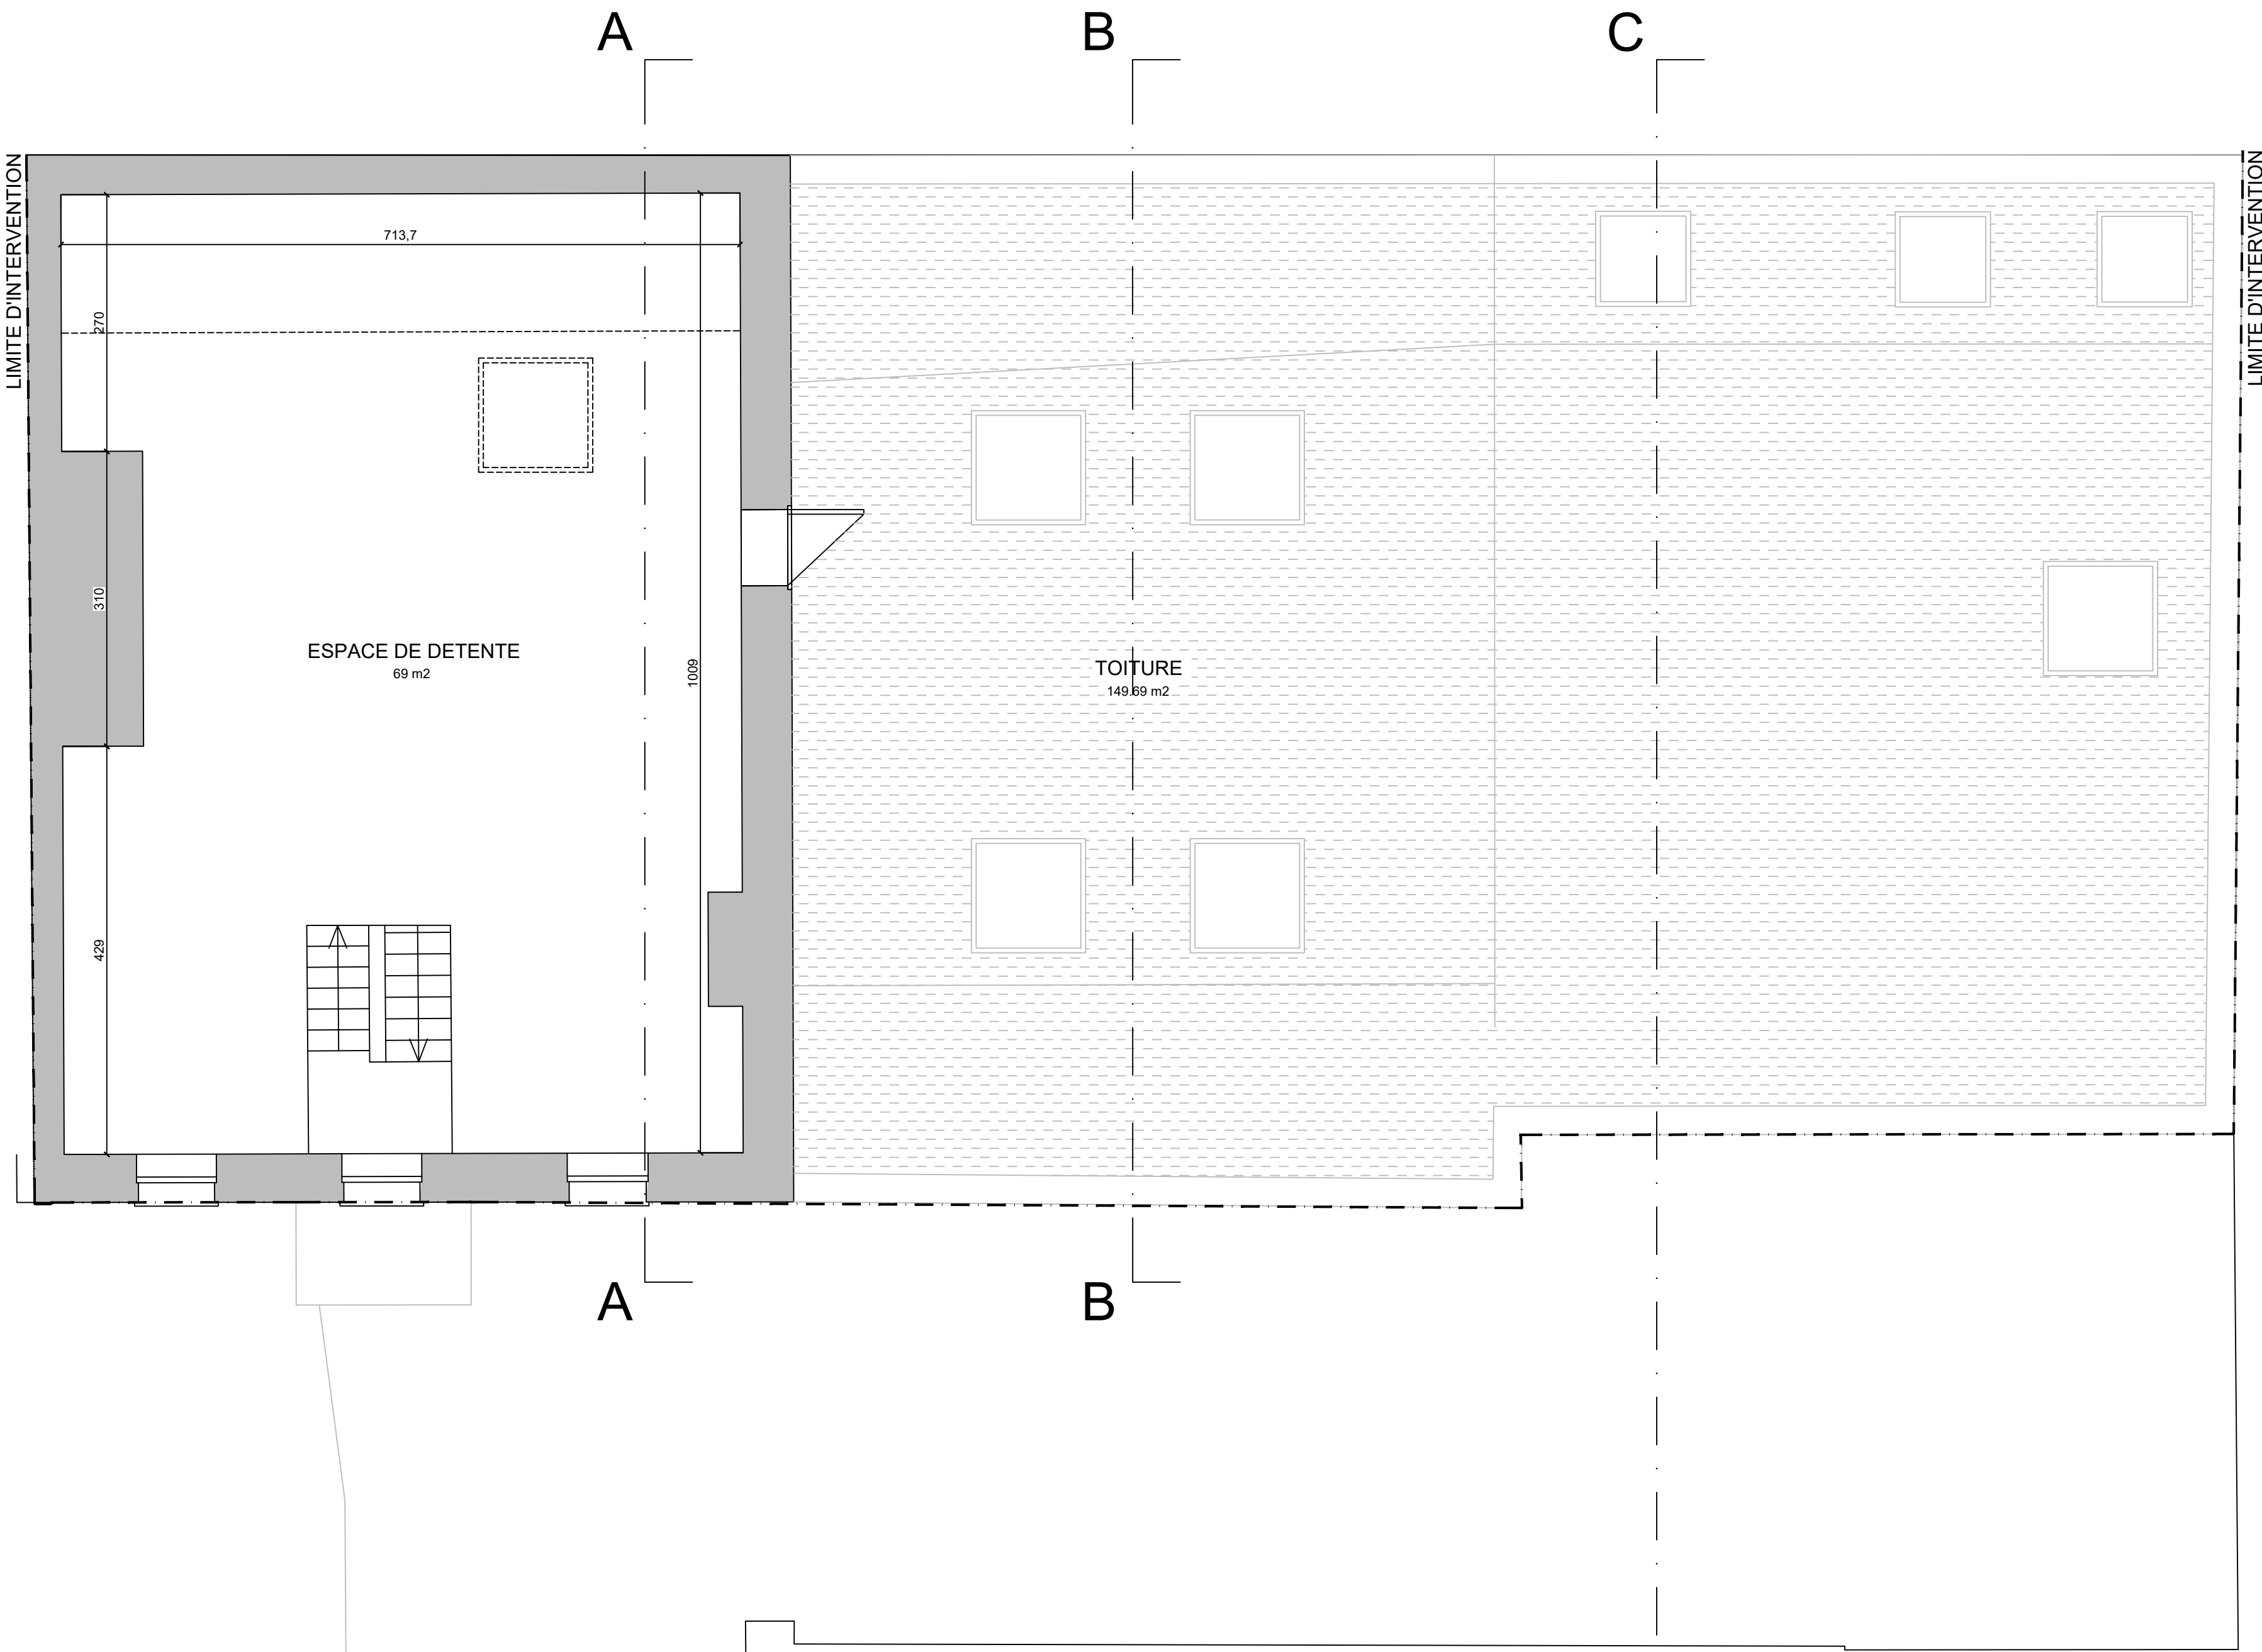 A
B
C
LIMITE D'INTERVENTION
LIMITE D'INTERVENTION
713,7
270
310
1009
ESPACE DE DETENTE
69 m2
TOITURE
149.69 m2
429
A
B